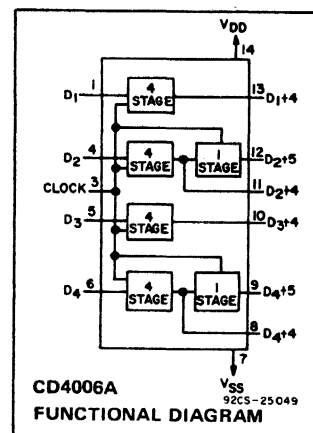 VDD
14
D1 1 4 STAGE 13 D1+4
D2 4 4 STAGE 1 STAGE 12 D2+5
11 D2+4
CLOCK 3
D3 5 4 STAGE 10 D3+4
D4 6 4 STAGE 1 STAGE 9 D4+5
8 D4+4
7
VSS
92CS-25049
CD4006A
FUNCTIONAL DIAGRAM